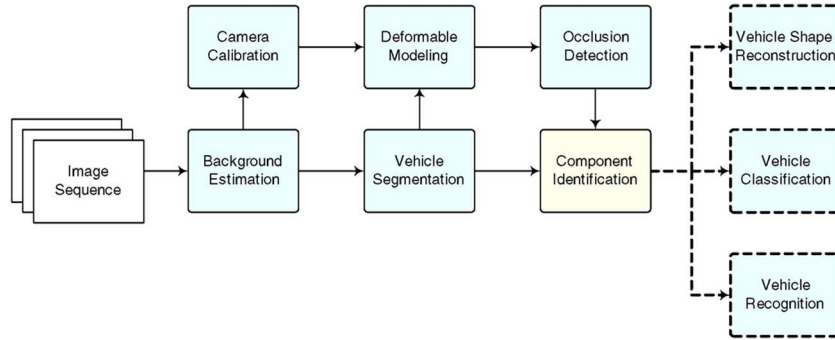 Camera
Calibration
Deformable
Modeling
Occlusion
Detection
Vehicle Shape
Reconstruction
Image
Sequence
Background
Estimation
Vehicle
Segmentation
Component
Identification
Vehicle
Classification
Vehicle
Recognition